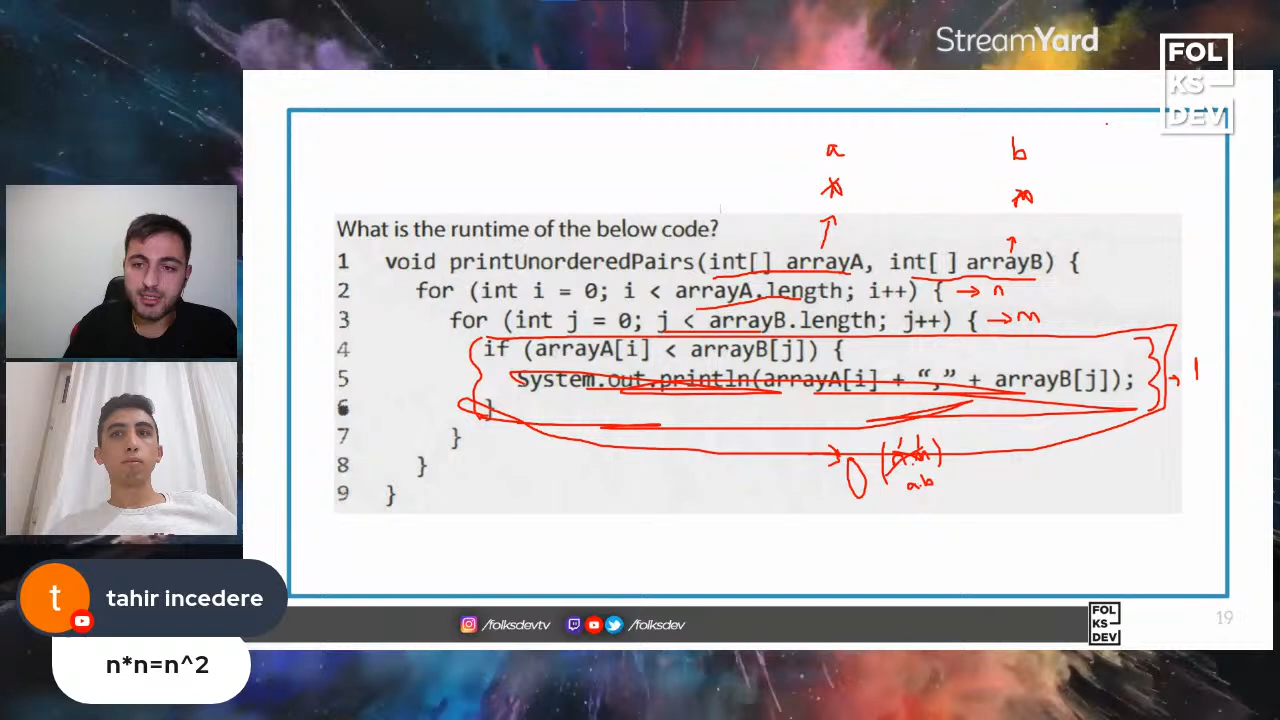 StreamYard
FOL
KS
DEV
a
b
What is the runtime of the below code?
1 void printUnorderedPairs(int[] arrayA, int[ ] arrayB) {
2 for (int i = 0; i < arrayA.length; i++) { → n
3 for (int j = 0; j < arrayB.length; j++) { → m
4 if (arrayA[i] < arrayB[j]) {
5 System.out.println(arrayA[i] + “,” + arrayB[j]); → 1
6 }
7 }
8 }
9 }
O ( )
a.b
t tahir incedere
n*n=n^2
/folksdevtv /folksdev
FOL
KS
DEV
19